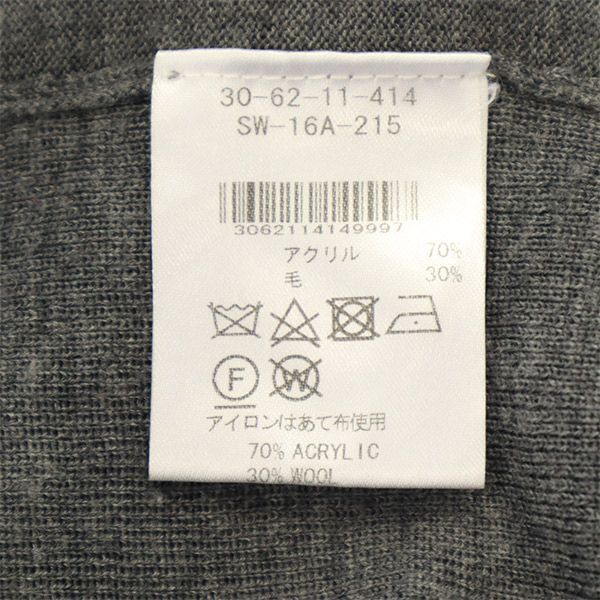 30-62-11-414
SW-16A-215
3062114149997
アクリル 70%
毛 30%
F W
アイロンはあて布使用
70% ACRYLIC
30% WOOL